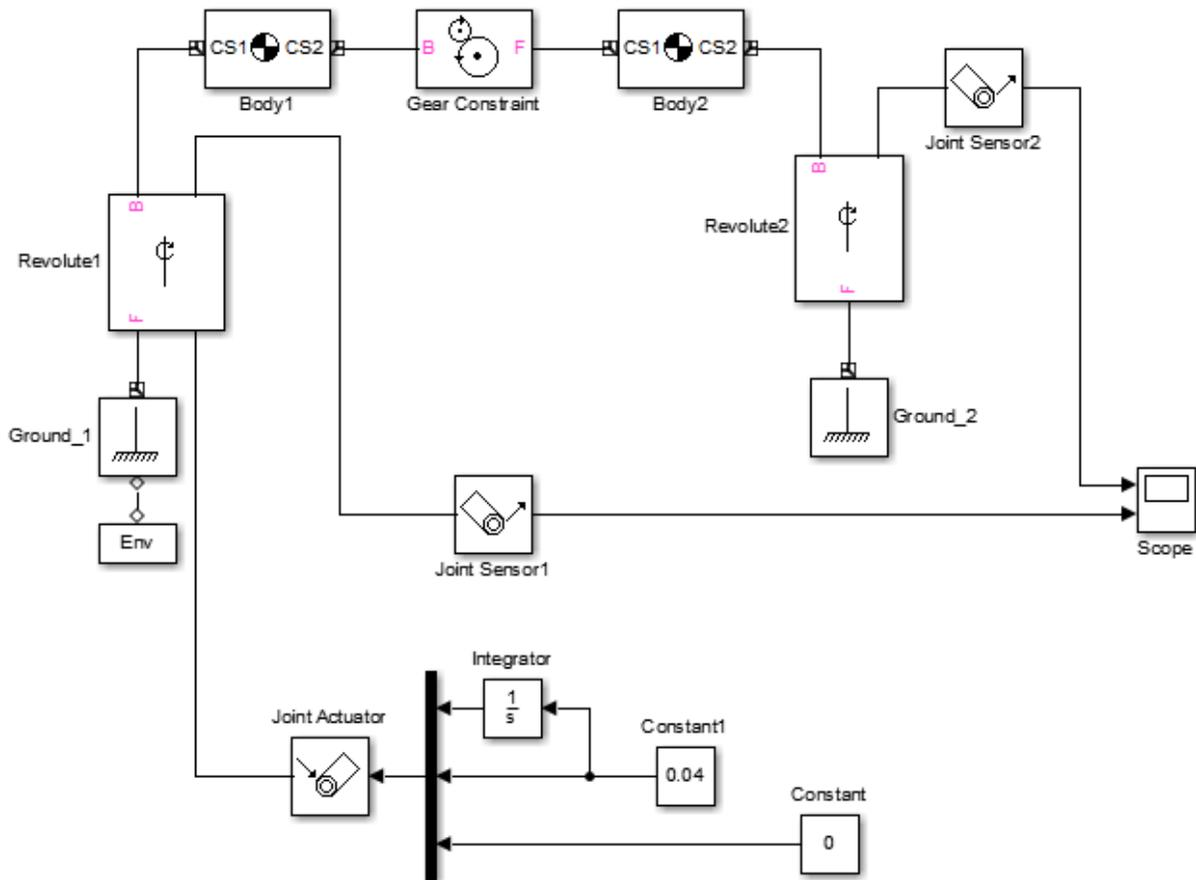 CS1 CS2
B F
CS1 CS2
Body1
Gear Constraint
Body2
Joint Sensor2
B
B
Revolute2
Revolute1
F
F
Ground_1
Ground_2
Env
Joint Sensor1
Scope
Integrator
1
s
Joint Actuator
Constant1
0.04
Constant
0